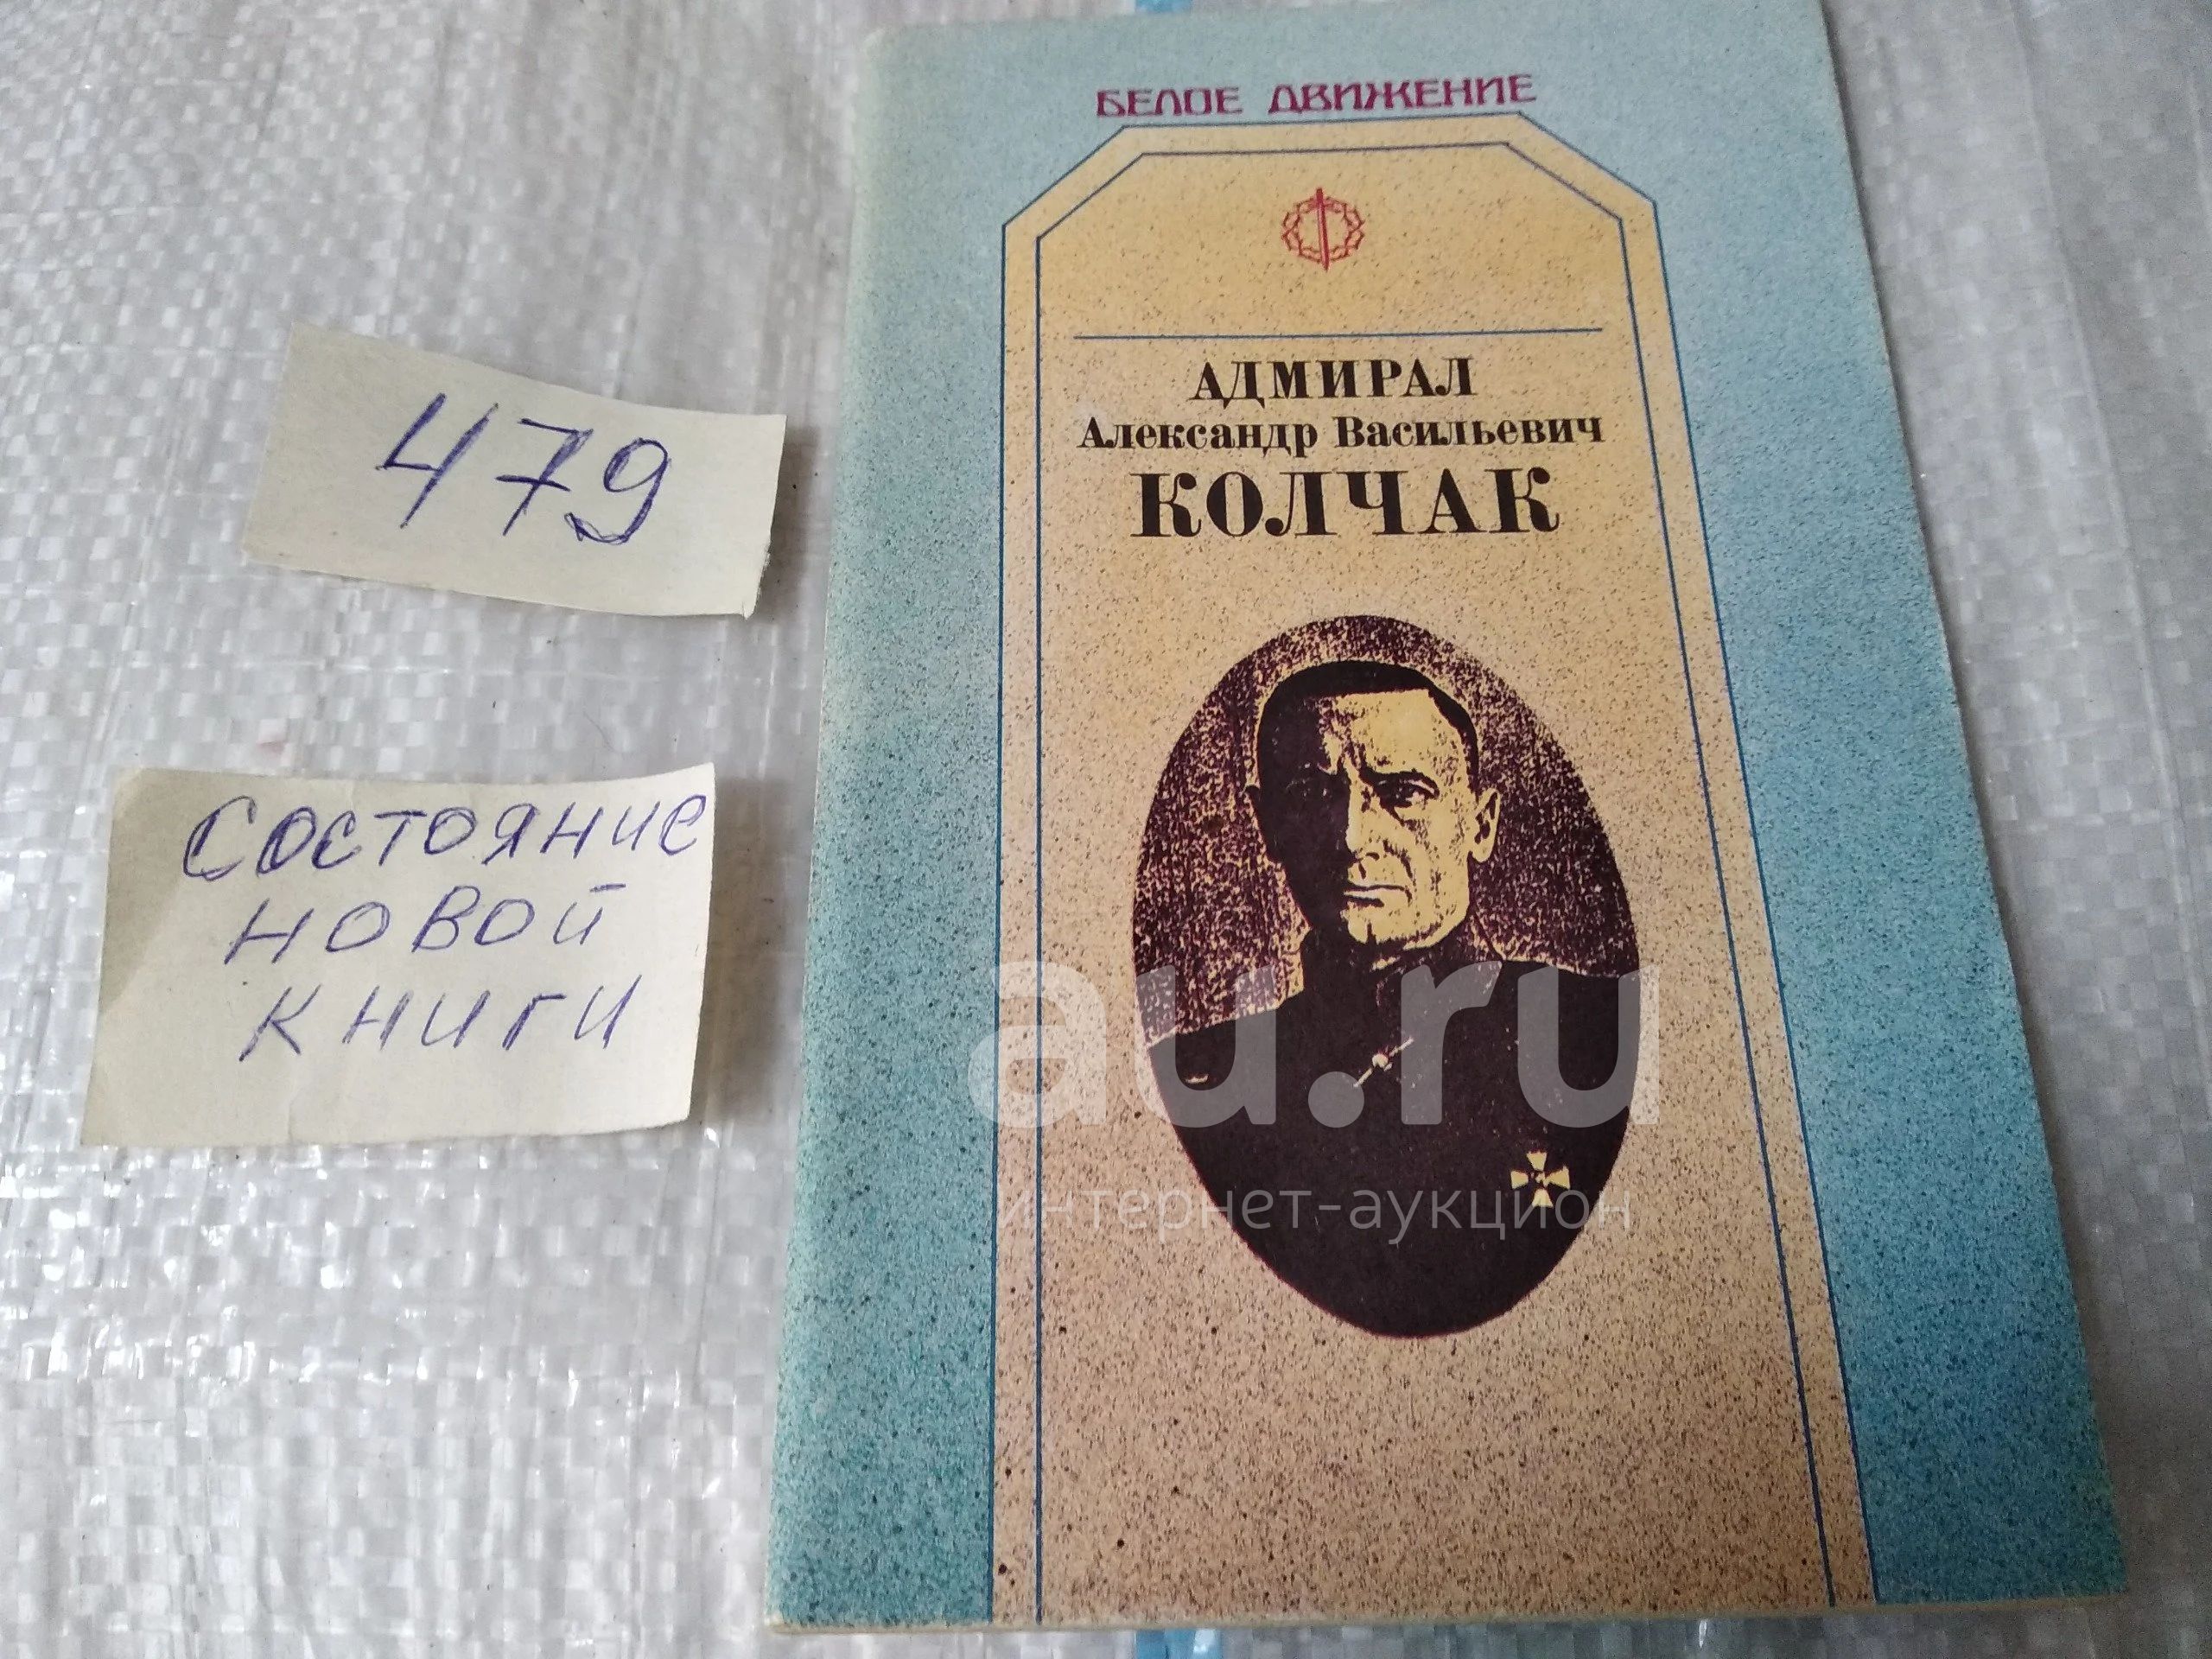 БЕЛОЕ ДВИЖЕНИЕ
АДМИРАЛ
Александр Васильевич
КОЛЧАК
479
Состояние
новой
книги
au.ru
интернет-аукцион